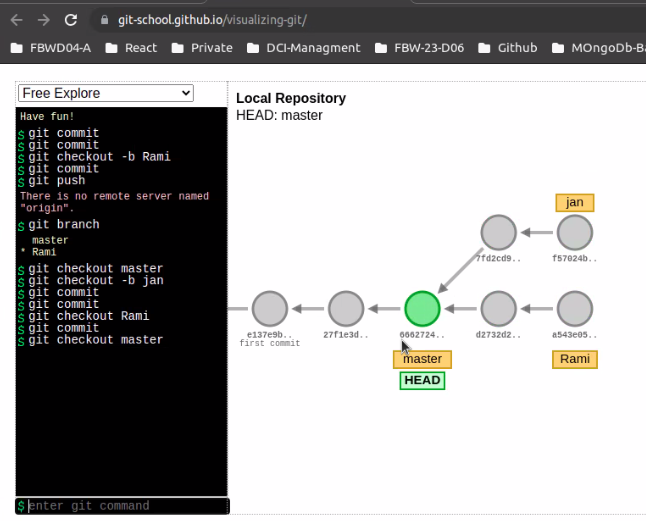 git-school.github.io/visualizing-git/
FBWD04-A React Private DCI-Managment FBW-23-D06 Github MOngoDb-Ba
Free Explore
Have fun!
$ git commit
$ git commit
$ git checkout -b Rami
$ git commit
$ git push
There is no remote server named
"origin".
$ git branch
master
* Rami
$ git checkout master
$ git checkout -b jan
$ git commit
$ git commit
$ git checkout Rami
$ git commit
$ git checkout master
$ enter git command
Local Repository
HEAD: master
jan
7fd2cd9.. f57024b..
e137e9b.. 27f1e3d.. 6662724.. d2732d2.. a543e05..
first commit
master Rami
HEAD